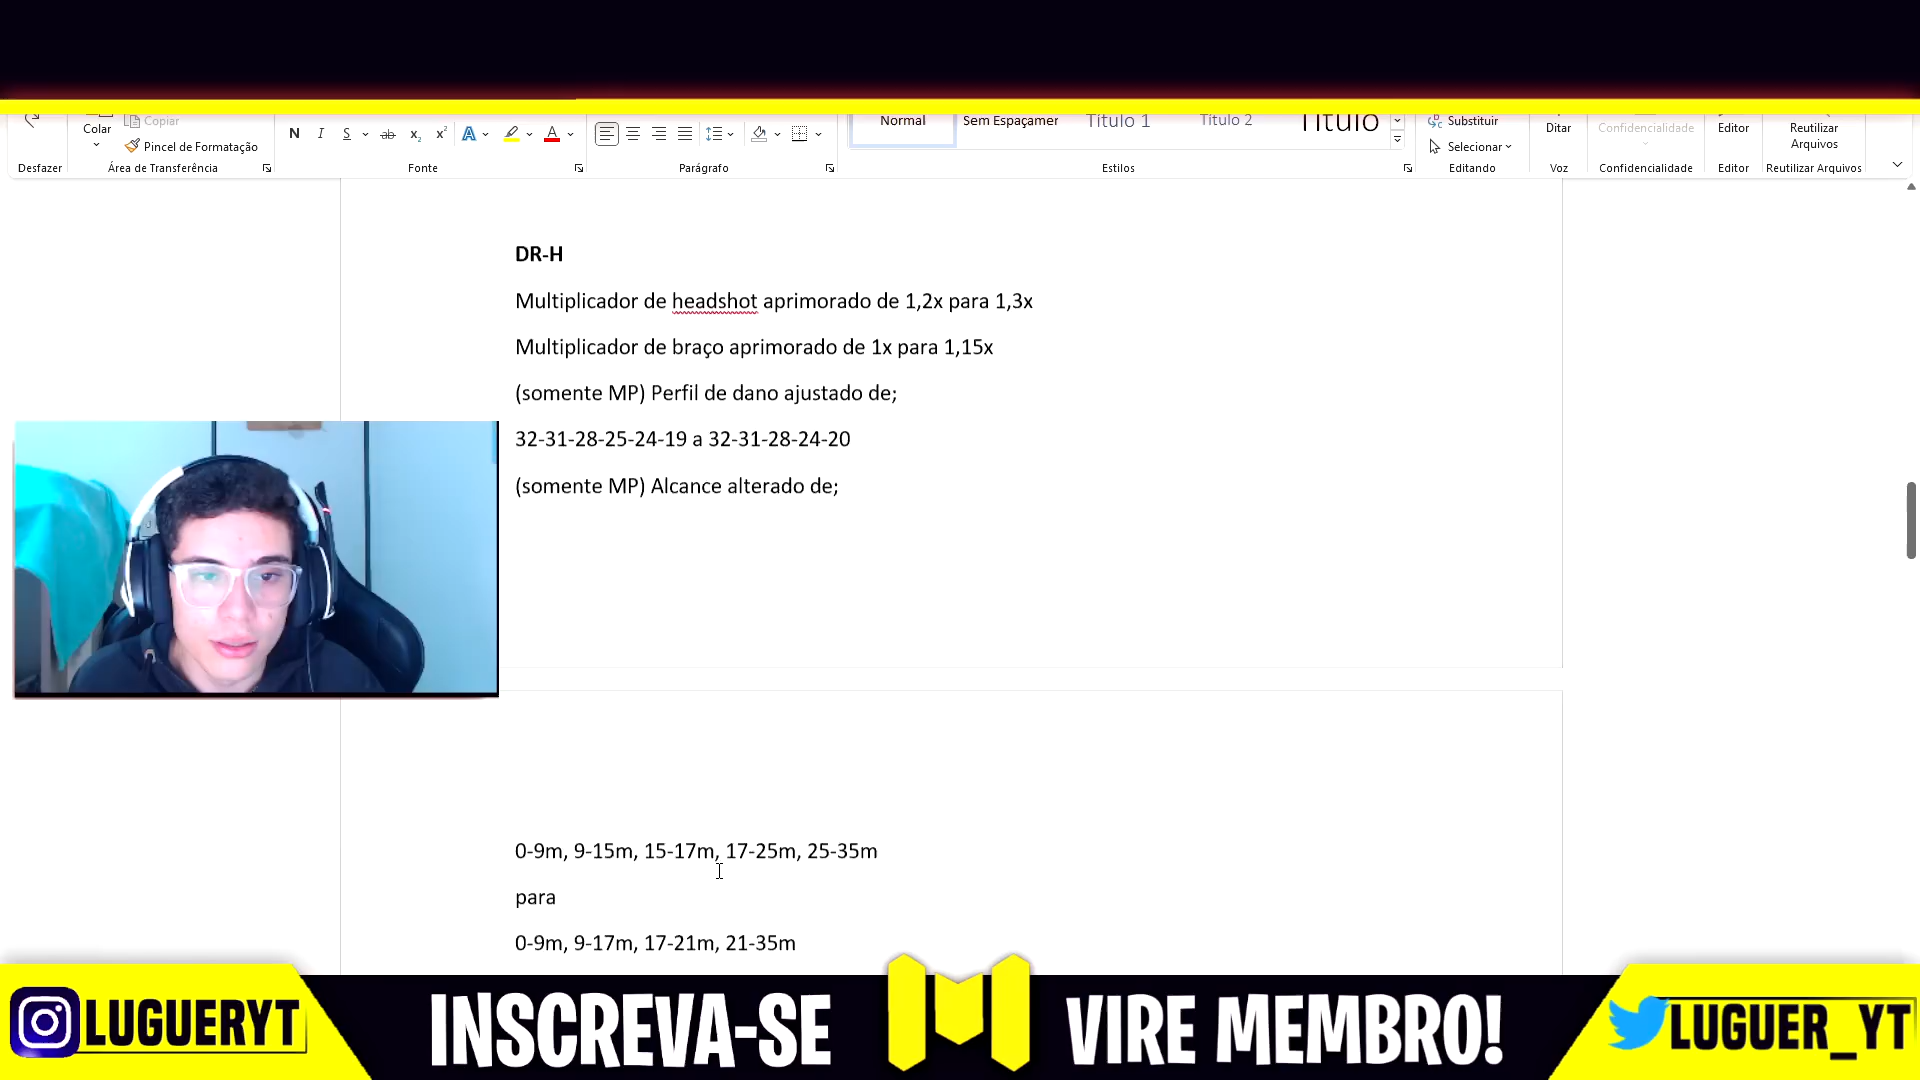 Colar
Copiar
Pincel de Formatação
N I S ab x₂ x² A A
Normal
Sem Espaçamer
Título 1
Título 2
Título
Substituir
Selecionar
Ditar
Confidencialidade
Editor
Reutilizar
Arquivos
Desfazer
Área de Transferência
Fonte
Parágrafo
Estilos
Editando
Voz
Confidencialidade
Editor
Reutilizar Arquivos
DR-H
Multiplicador de headshot aprimorado de 1,2x para 1,3x
Multiplicador de braço aprimorado de 1x para 1,15x
(somente MP) Perfil de dano ajustado de;
32-31-28-25-24-19 a 32-31-28-24-20
(somente MP) Alcance alterado de;
0-9m, 9-15m, 15-17m, 17-25m, 25-35m
para
0-9m, 9-17m, 17-21m, 21-35m
LUGUERYT
INSCREVA-SE
VIRE MEMBRO!
LUGUER_YT